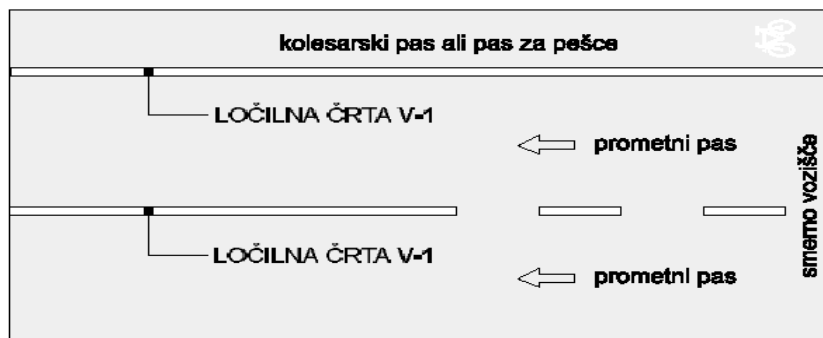 kolesarski pas ali pas za pešce
LOČILNA ČRTA V-1
prometni pas
smerno vozišče
LOČILNA ČRTA V-1
prometni pas